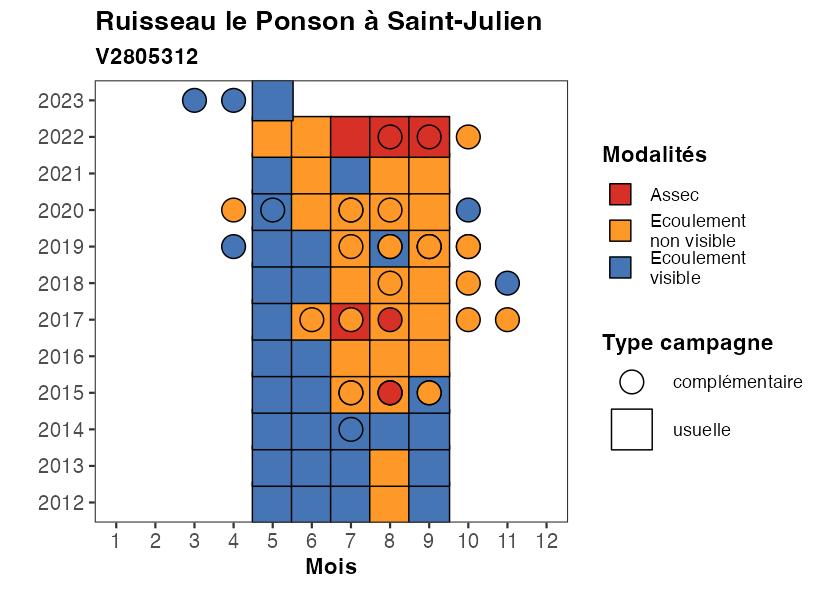 Ruisseau le Ponson à Saint-Julien
V2805312
2023
2022
2021
2020
2019
2018
2017
2016
2015
2014
2013
2012
1 2 3 4 5 6 7 8 9 10 11 12
Mois
Modalités
Assec
Ecoulement
non visible
Ecoulement
visible
Type campagne
complémentaire
usuelle